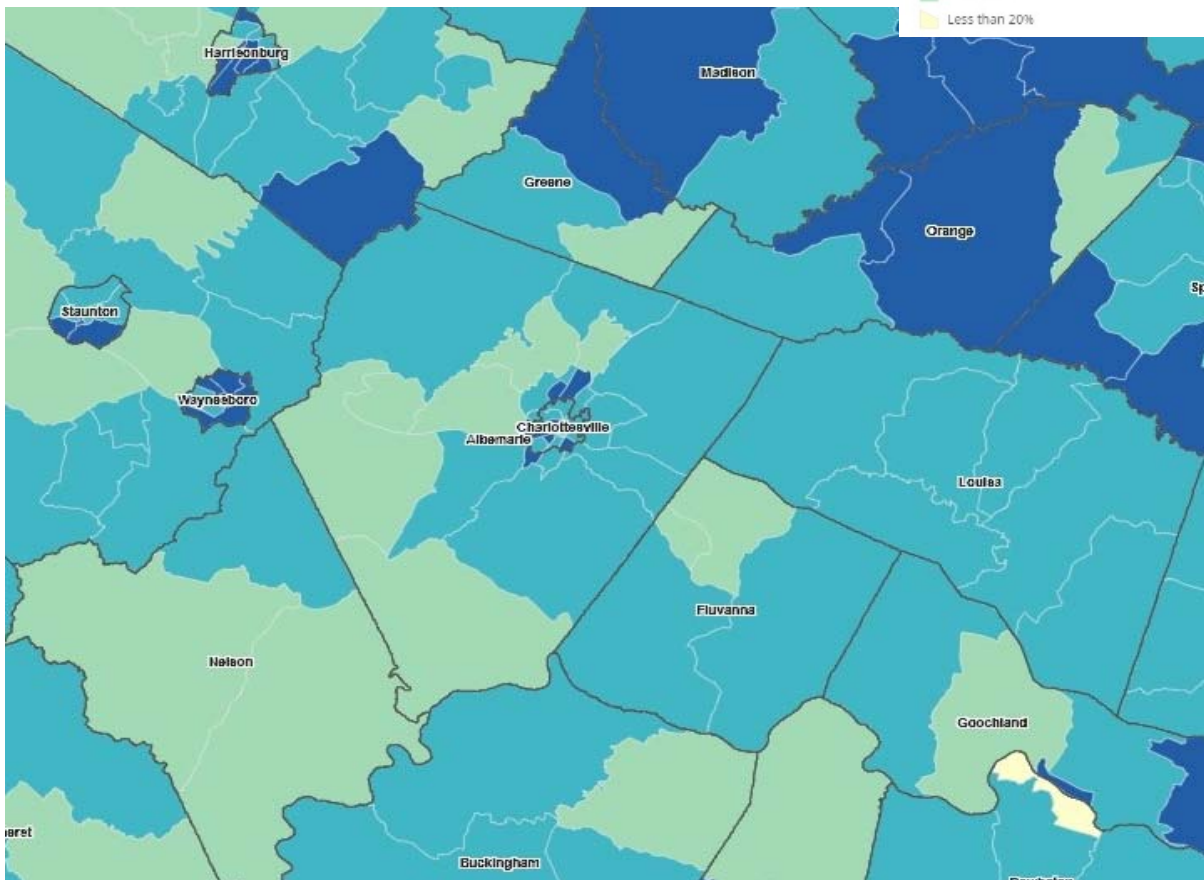 Less than 20%
Harrisonburg
Madison
Greene
Orange
Staunton
Waynesboro
Charlottesville
Albemarle
Louisa
Fluvanna
Nelson
Goochland
Buckingham